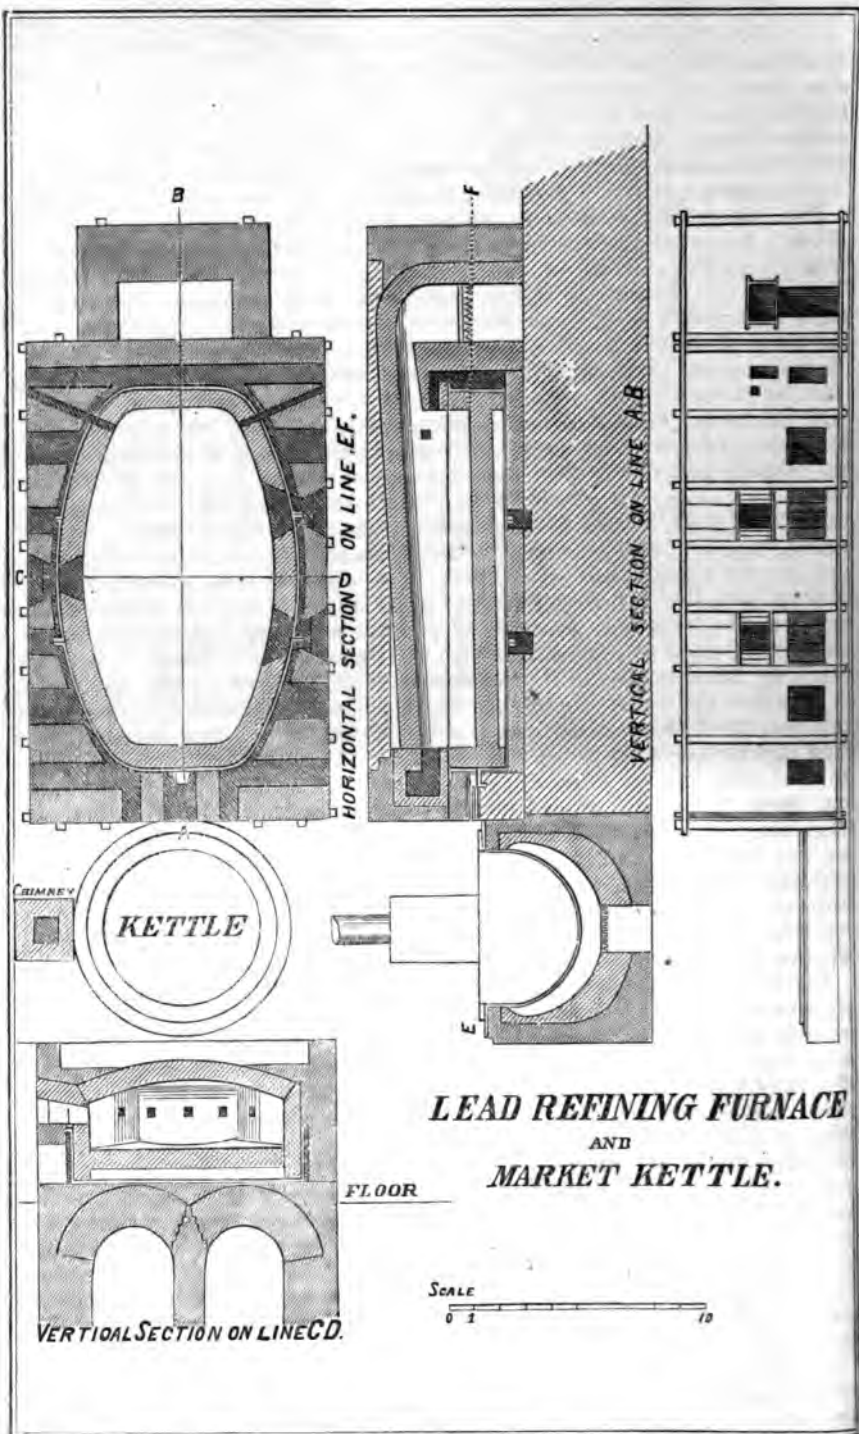 B
F
HORIZONTAL SECTION ON LINE EF.
VERTICAL SECTION ON LINE A.B
C
D
A
CHIMNEY
KETTLE
E
LEAD REFINING FURNACE
AND
MARKET KETTLE.
FLOOR
SCALE
0 1 10
VERTICAL SECTION ON LINE CD.